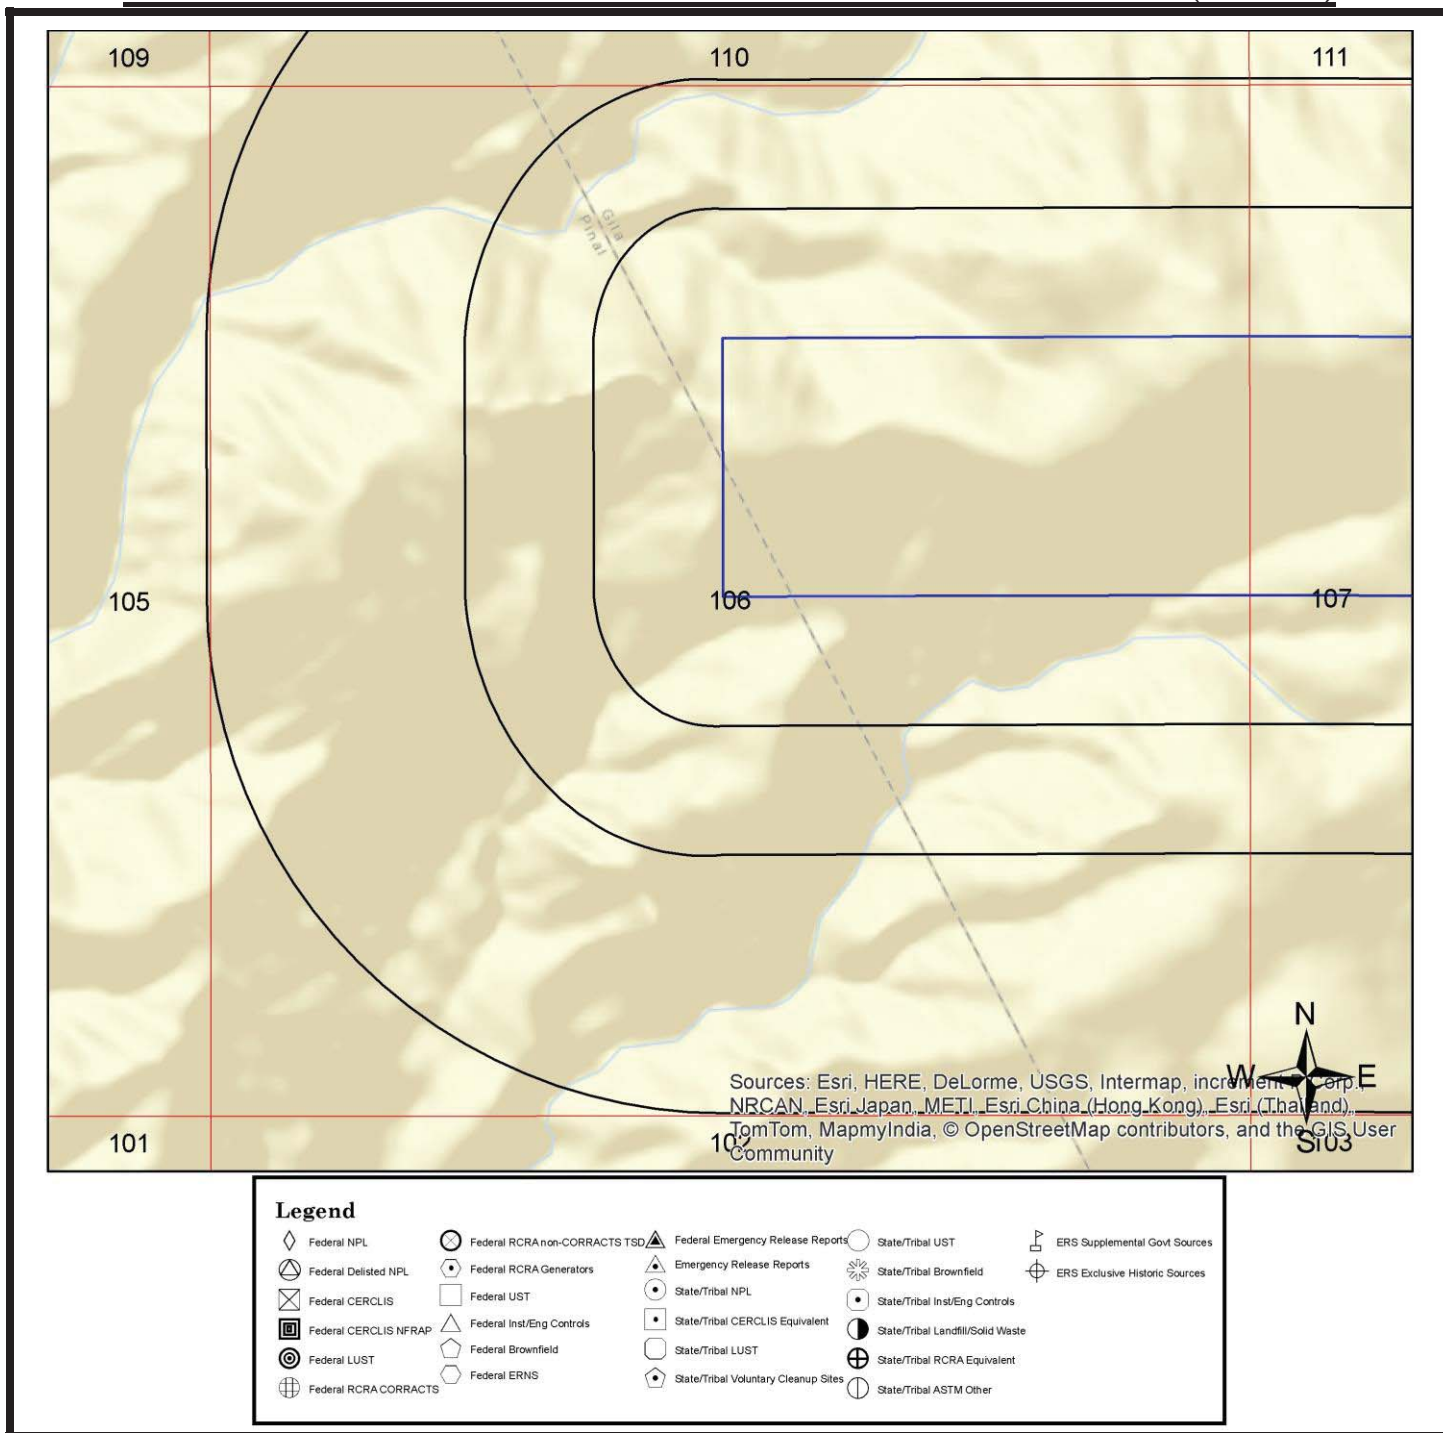 109
110
111
Gila
Pinal
105
106
107
N
W
E
S
Sources: Esri, HERE, DeLorme, USGS, Intermap, increment P Corp.,
NRCAN, Esri Japan, METI, Esri China (Hong Kong), Esri (Thailand),
TomTom, MapmyIndia, © OpenStreetMap contributors, and the GIS User
Community
101
102
103
Legend
Federal NPL
Federal Delisted NPL
Federal CERCLIS
Federal CERCLIS NFRAP
Federal LUST
Federal RCRA CORRACTS
Federal RCRA non-CORRACTS TSD
Federal RCRA Generators
Federal UST
Federal Inst/Eng Controls
Federal Brownfield
Federal ERNS
Federal Emergency Release Reports
Emergency Release Reports
State/Tribal NPL
State/Tribal CERCLIS Equivalent
State/Tribal LUST
State/Tribal Voluntary Cleanup Sites
State/Tribal UST
State/Tribal Brownfield
State/Tribal Inst/Eng Controls
State/Tribal Landfill/Solid Waste
State/Tribal RCRA Equivalent
State/Tribal ASTM Other
ERS Supplemental Govt Sources
ERS Exclusive Historic Sources